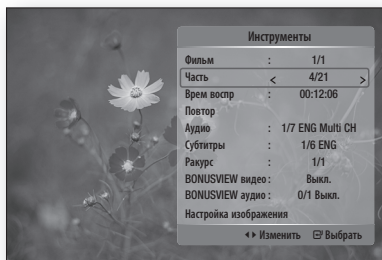 Инструменты
Фильм : 1/1
Часть < 4/21 >
Врем воспр : 00:12:06
Повтор
Аудио : 1/7 ENG Multi CH
Субтитры : 1/6 ENG
Ракурс : 1/1
BONUSVIEW видео : Выкл.
BONUSVIEW аудио : 0/1 Выкл.
Настройка изображения
Изменить Выбрать